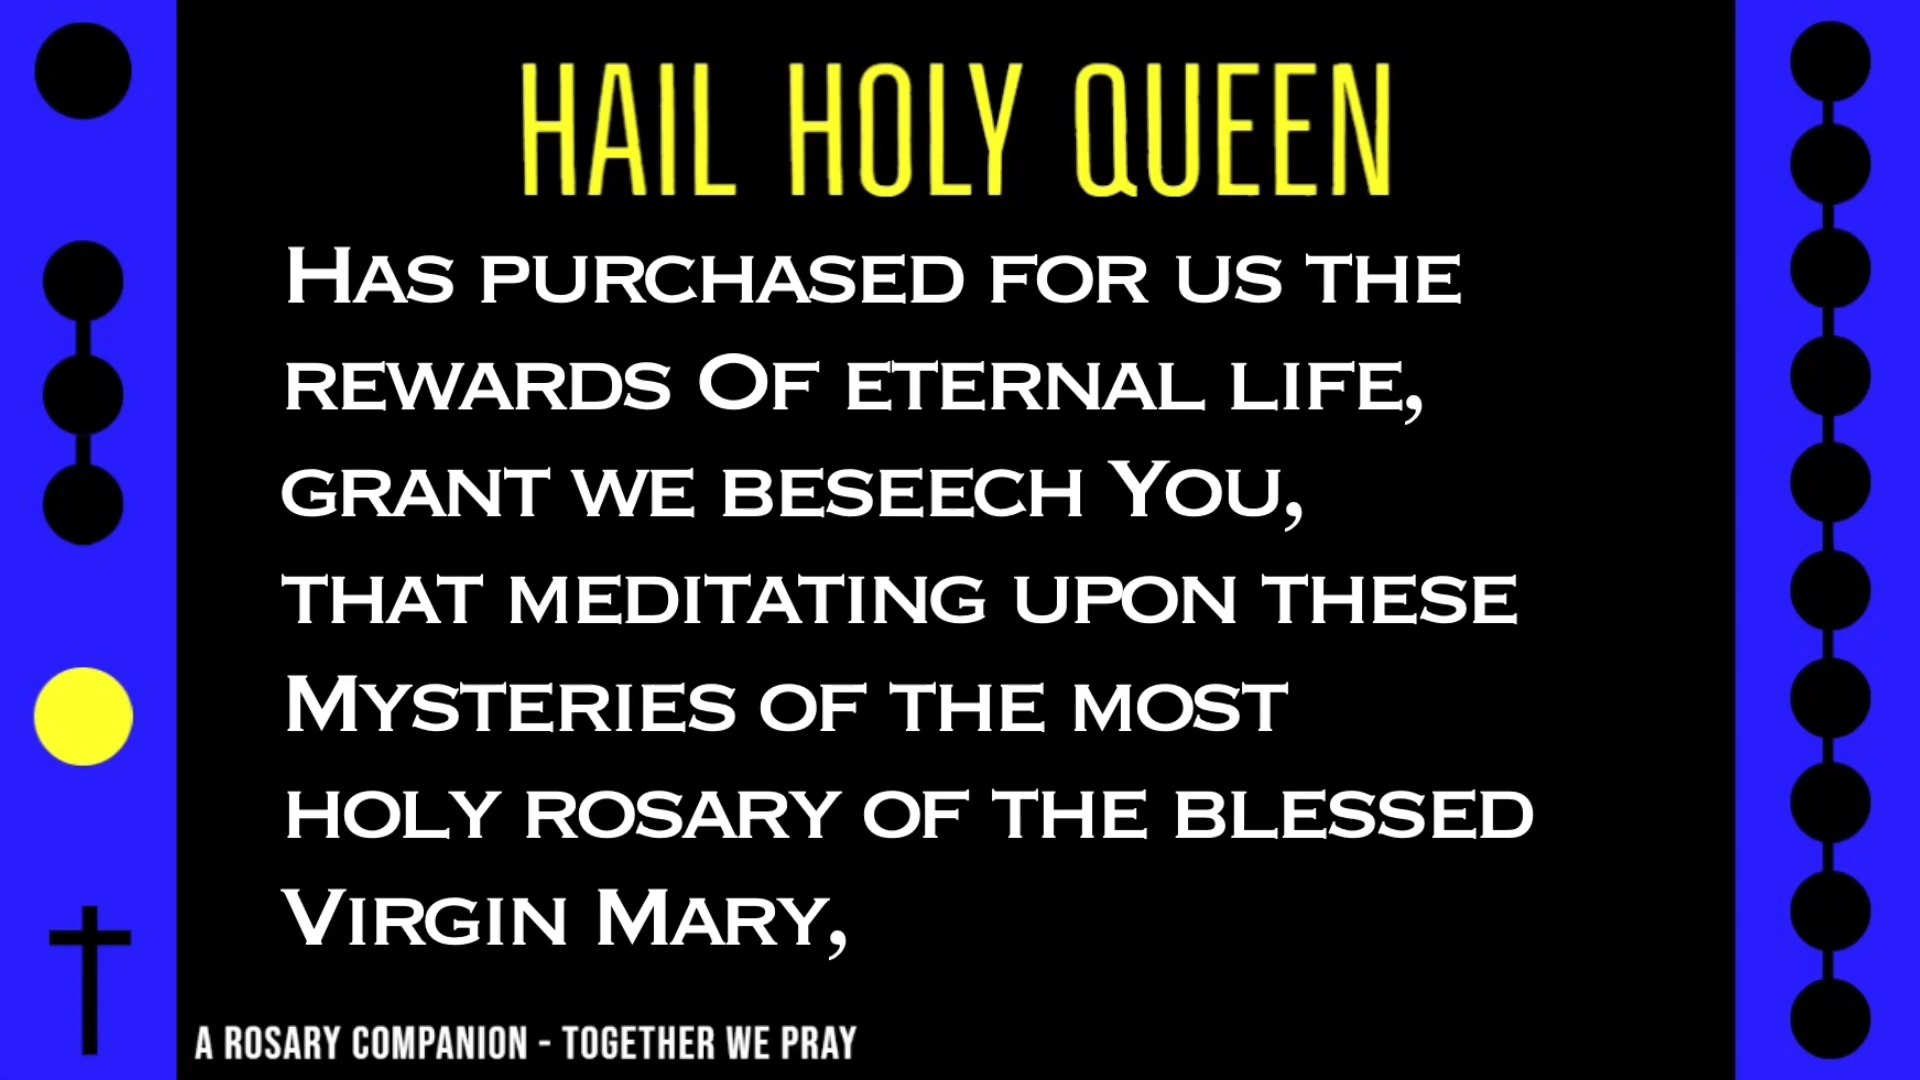 HAIL HOLY QUEEN
Has purchased for us the
rewards Of eternal life,
grant we beseech You,
that meditating upon these
Mysteries of the most
holy rosary of the blessed
Virgin Mary,
A ROSARY COMPANION - TOGETHER WE PRAY